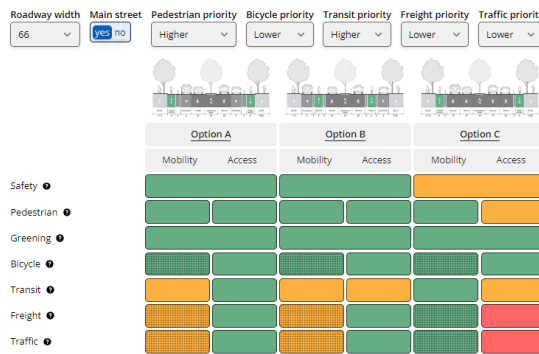 Roadway width Main street Pedestrian priority Bicycle priority Transit priority Freight priority Traffic priorit
66 yes no Higher Lower Higher Lower Lower
Option A Option B Option C
Mobility Access Mobility Access Mobility Access
Safety ?
Pedestrian ?
Greening ?
Bicycle ?
Transit ?
Freight ?
Traffic ?